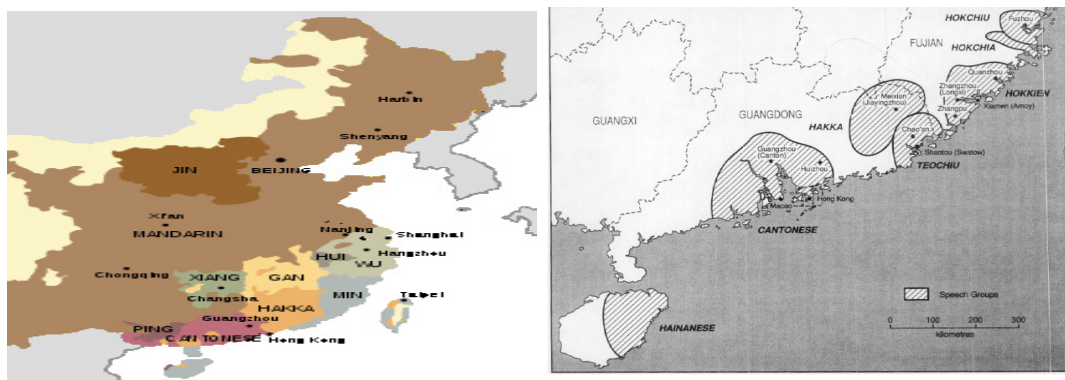 Harbin
Shenyang
JIN
BEIJING
Xi'an
MANDARIN
Nanjing
Shanghai
HUI
WU
Hangzhou
Chongqing
XIANG
GAN
Changsha
MIN
Taipei
HAKKA
Guangzhou
PING
CANTONESE
Hong Kong
HOKCHIU
Fuzhou
FUJIAN
HOKCHIA
Quanzhou
Zhangzhou
(Longxi)
HOKKIEN
Xiamen (Amoy)
Zhangpu
Meixian
(Jiayingzhou)
GUANGDONG
GUANGXI
HAKKA
Chao'an
Shantou (Swatow)
TEOCHIU
Guangzhou
(Canton)
Huizhou
Macao
Hong Kong
CANTONESE
Speech Groups
0 100 200 300
kilometres
HAINANESE